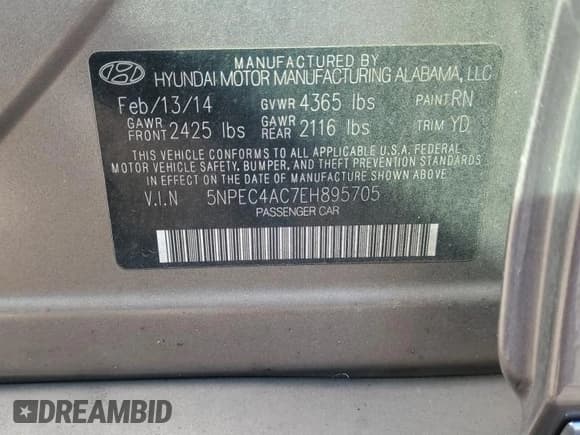 MANUFACTURED BY
HYUNDAI MOTOR MANUFACTURING ALABAMA, LLC
Feb/13/14 GVWR 4365 lbs PAINT RN
GAWR FRONT 2425 lbs GAWR REAR 2116 lbs TRIM YD
THIS VEHICLE CONFORMS TO ALL APPLICABLE U.S.A. FEDERAL
MOTOR VEHICLE SAFETY, BUMPER, AND THEFT PREVENTION STANDARDS
IN EFFECT ON THE DATE OF MANUFACTURE SHOWN ABOVE.
V.I.N 5NPEC4AC7EH895705
PASSENGER CAR
DREAMBID